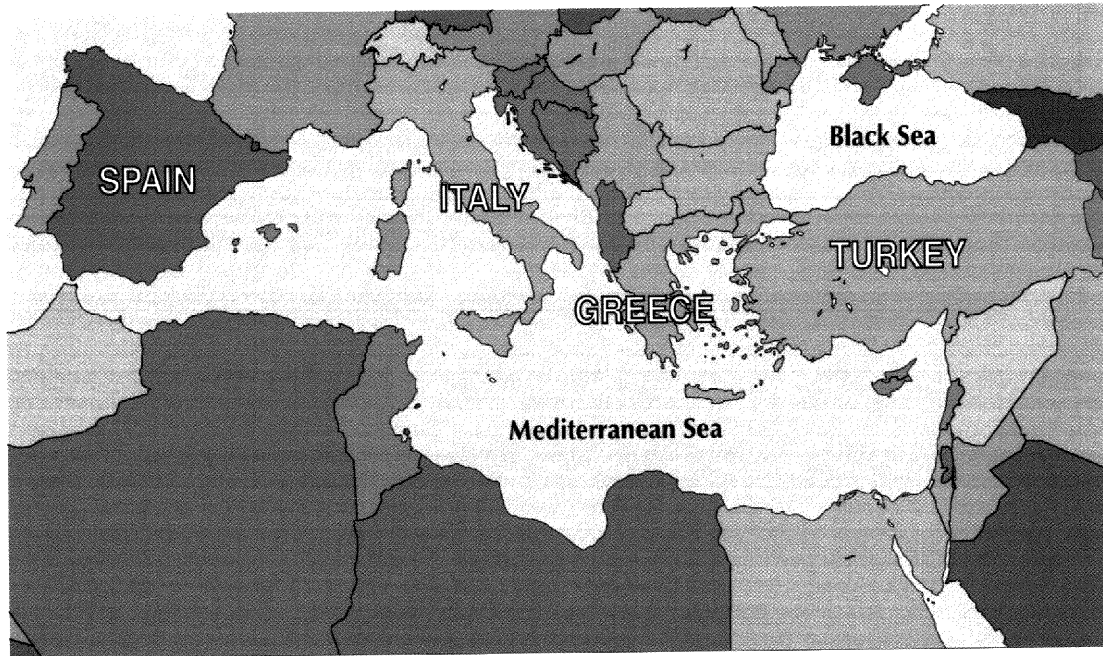 Black Sea
SPAIN
ITALY
TURKEY
GREECE
Mediterranean Sea